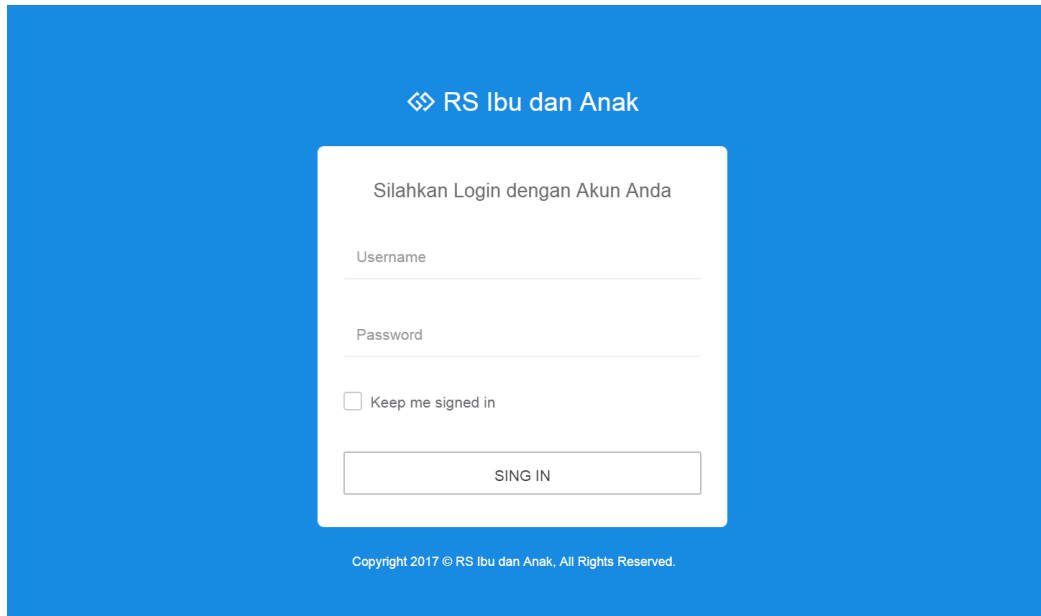 RS Ibu dan Anak
Silahkan Login dengan Akun Anda
Username
Password
Keep me signed in
SING IN
Copyright 2017 © RS Ibu dan Anak, All Rights Reserved.